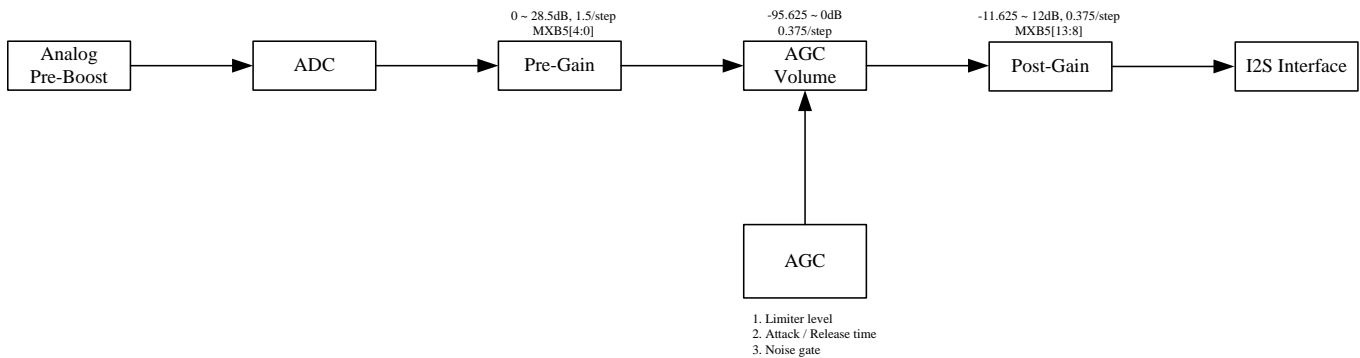 0 ~ 28.5dB, 1.5/step
MXB5[4:0]
-95.625 ~ 0dB
0.375/step
-11.625 ~ 12dB, 0.375/step
MXB5[13:8]
Analog
Pre-Boost
ADC
Pre-Gain
AGC
Volume
Post-Gain
I2S Interface
AGC
1. Limiter level
2. Attack / Release time
3. Noise gate